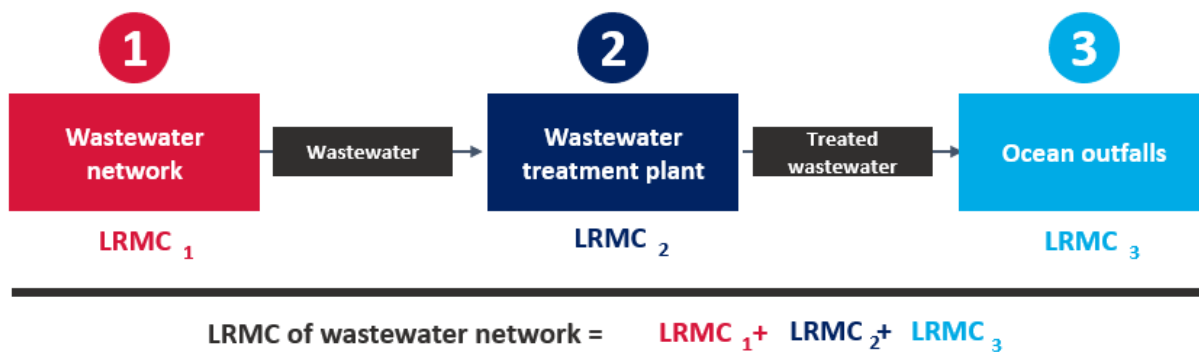 1
2
3
Wastewater
network
Wastewater
Wastewater
treatment plant
Treated
wastewater
Ocean outfalls
LRMC 1
LRMC 2
LRMC 3
LRMC of wastewater network = LRMC 1+ LRMC 2+ LRMC 3